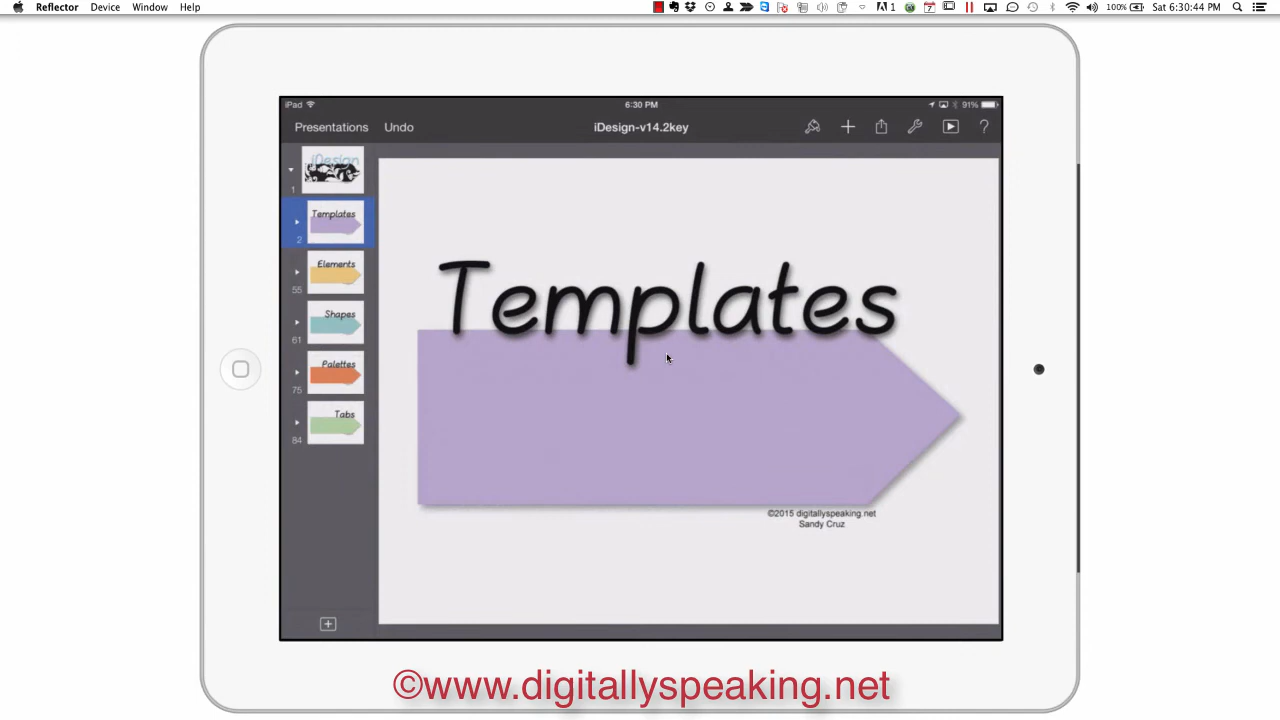 Reflector Device Window Help
1
7
100%
Sat 6:30:44 PM
iPad
6:30 PM
91%
Presentations Undo
iDesign-v14.2key
?
iDesign
1
Templates
2
Elements
55
Shapes
61
Palettes
75
Tabs
84
Templates
©2015 digitallyspeaking.net
Sandy Cruz
©www.digitallyspeaking.net